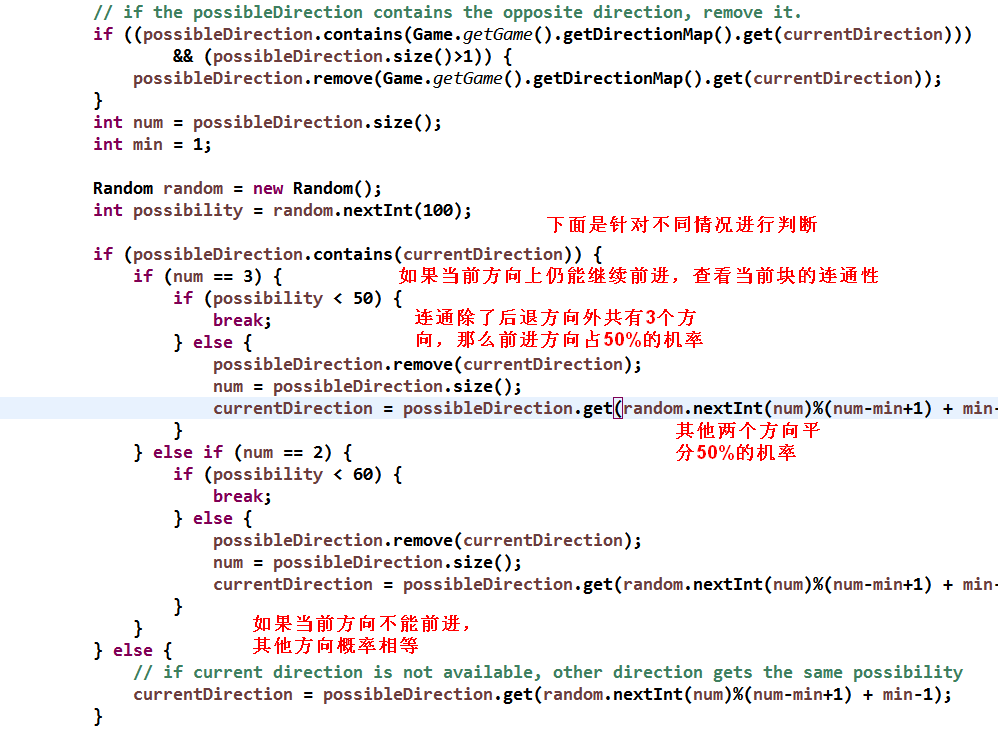 // if the possibleDirection contains the opposite direction, remove it.
if ((possibleDirection.contains(Game.getGame().getDirectionMap().get(currentDirection)))
&& (possibleDirection.size()>1)) {
possibleDirection.remove(Game.getGame().getDirectionMap().get(currentDirection));
}
int num = possibleDirection.size();
int min = 1;
Random random = new Random();
int possibility = random.nextInt(100);
下面是针对不同情况进行判断
if (possibleDirection.contains(currentDirection)) {
if (num == 3) {
如果当前方向上仍能继续前进，查看当前块的连通性
if (possibility < 50) {
break;
连通除了后退方向外共有3个方
向，那么前进方向占50%的机率
} else {
possibleDirection.remove(currentDirection);
num = possibleDirection.size();
currentDirection = possibleDirection.get(random.nextInt(num)%(num-min+1) + min-
}
其他两个方向平
分50%的机率
} else if (num == 2) {
if (possibility < 60) {
break;
} else {
possibleDirection.remove(currentDirection);
num = possibleDirection.size();
currentDirection = possibleDirection.get(random.nextInt(num)%(num-min+1) + min-
}
}
如果当前方向不能前进，
其他方向概率相等
} else {
// if current direction is not available, other direction gets the same possibility
currentDirection = possibleDirection.get(random.nextInt(num)%(num-min+1) + min-1);
}